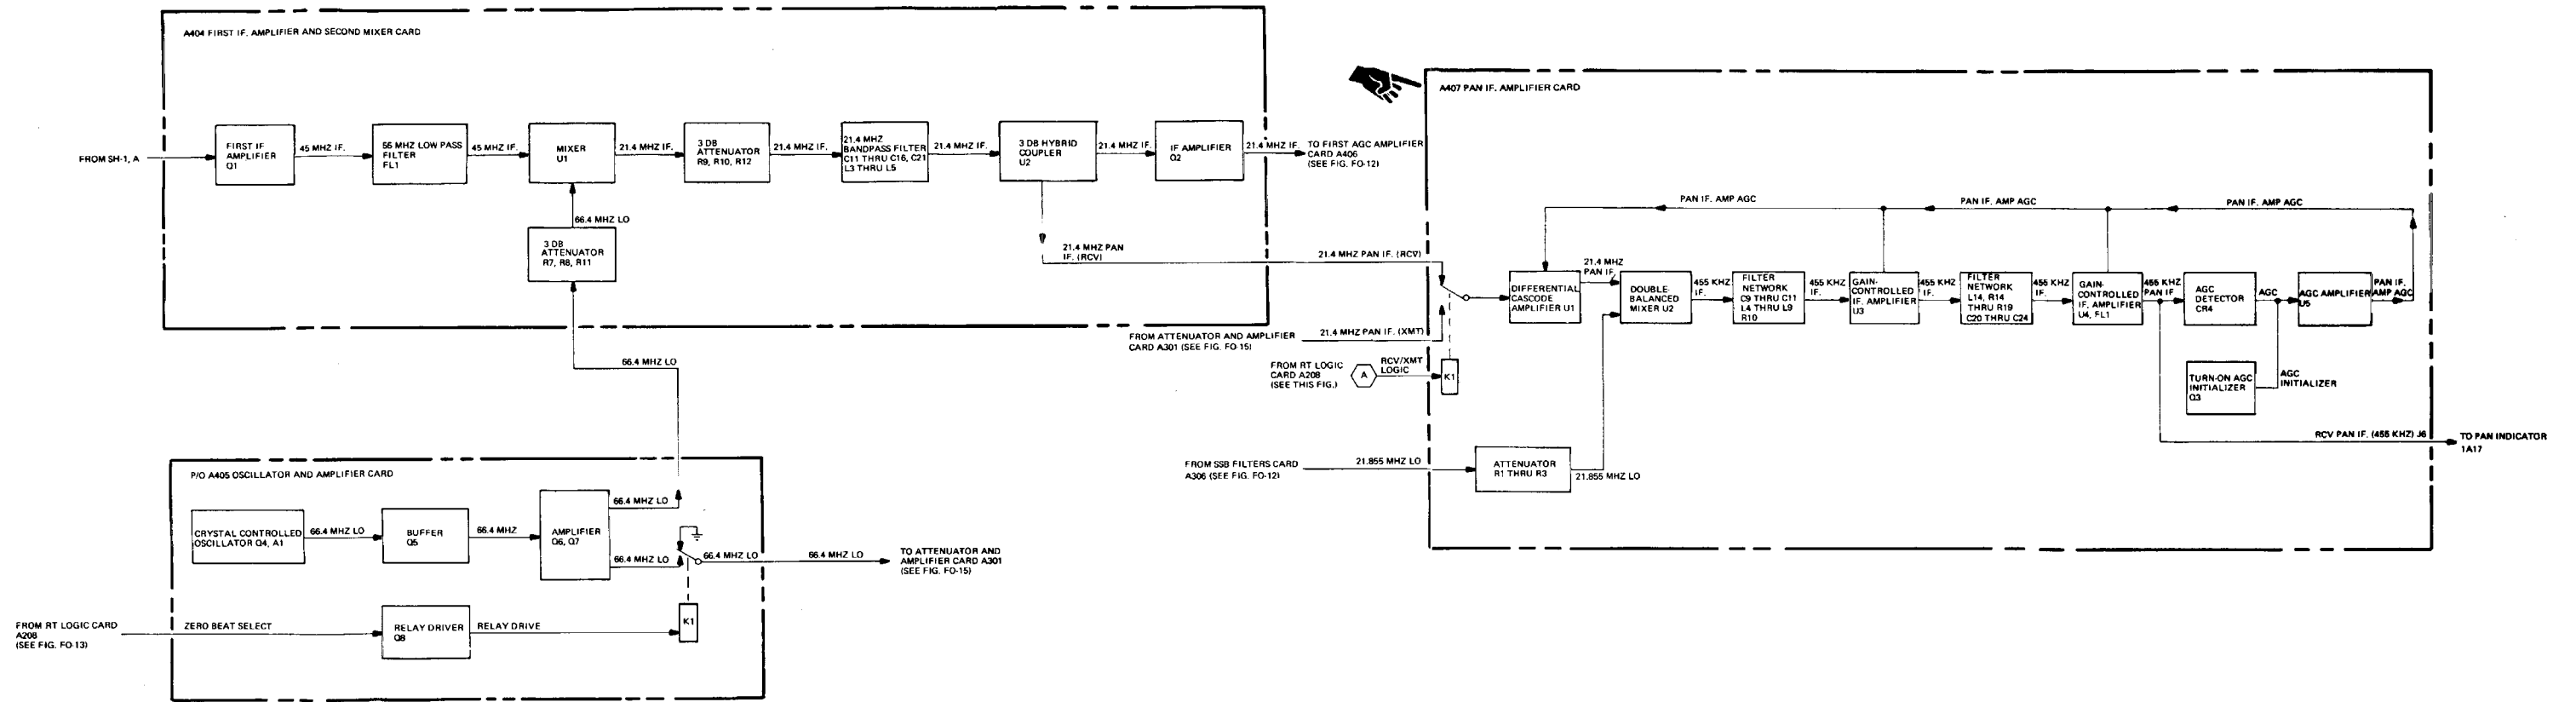 A404 FIRST IF. AMPLIFIER AND SECOND MIXER CARD
FROM SH-1, A
FIRST IF
AMPLIFIER
Q1
45 MHZ IF.
56 MHZ LOW PASS
FILTER
FL1
45 MHZ IF.
MIXER
U1
21.4 MHZ IF.
3 DB
ATTENUATOR
R9, R10, R12
21.4 MHZ IF.
21.4 MHZ
BANDPASS FILTER
C11 THRU C16, C21
L3 THRU L5
21.4 MHZ IF.
3 DB HYBRID
COUPLER
U2
21.4 MHZ IF.
IF AMPLIFIER
Q2
21.4 MHZ IF.
TO FIRST AGC AMPLIFIER
CARD A406
(SEE FIG. FO-12)
66.4 MHZ LO
3 DB
ATTENUATOR
R7, R8, R11
21.4 MHZ PAN
IF. (RCV)
21.4 MHZ PAN IF. (RCV)
66.4 MHZ LO
P/O A405 OSCILLATOR AND AMPLIFIER CARD
CRYSTAL CONTROLLED
OSCILLATOR Q4, A1
66.4 MHZ LO
BUFFER
Q5
66.4 MHZ
AMPLIFIER
Q6, Q7
66.4 MHZ LO
66.4 MHZ LO
66.4 MHZ LO
66.4 MHZ LO
TO ATTENUATOR AND
AMPLIFIER CARD A301
(SEE FIG. FO-15)
FROM RT LOGIC CARD
A208
(SEE FIG. FO-13)
ZERO BEAT SELECT
RELAY DRIVER
Q8
RELAY DRIVE
K1
A407 PAN IF. AMPLIFIER CARD
PAN IF. AMP AGC
PAN IF. AMP AGC
PAN IF. AMP AGC
FROM ATTENUATOR AND AMPLIFIER
CARD A301 (SEE FIG. FO-15)
21.4 MHZ PAN IF. (XMT)
FROM RT LOGIC
CARD A208
(SEE THIS FIG.)
A
RCV/XMT
LOGIC
K1
DIFFERENTIAL
CASCODE
AMPLIFIER U1
21.4 MHZ
PAN IF.
DOUBLE-
BALANCED
MIXER U2
455 KHZ
IF.
FILTER
NETWORK
C9 THRU C11
L4 THRU L9
R10
455 KHZ
IF.
GAIN-
CONTROLLED
IF. AMPLIFIER
U3
455 KHZ
IF.
FILTER
NETWORK
L14, R14
THRU R19
C20 THRU C24
455 KHZ
IF.
GAIN-
CONTROLLED
IF. AMPLIFIER
U4, FL1
455 KHZ
PAN IF
AGC
DETECTOR
CR4
AGC
AGC AMPLIFIER
U5
PAN IF.
AMP AGC
TURN-ON AGC
INITIALIZER
Q3
AGC
INITIALIZER
RCV PAN IF. (455 KHZ) J6
TO PAN INDICATOR
1A17
FROM SSB FILTERS CARD
A306 (SEE FIG. FO-12)
21.855 MHZ LO
ATTENUATOR
R1 THRU R3
21.855 MHZ LO